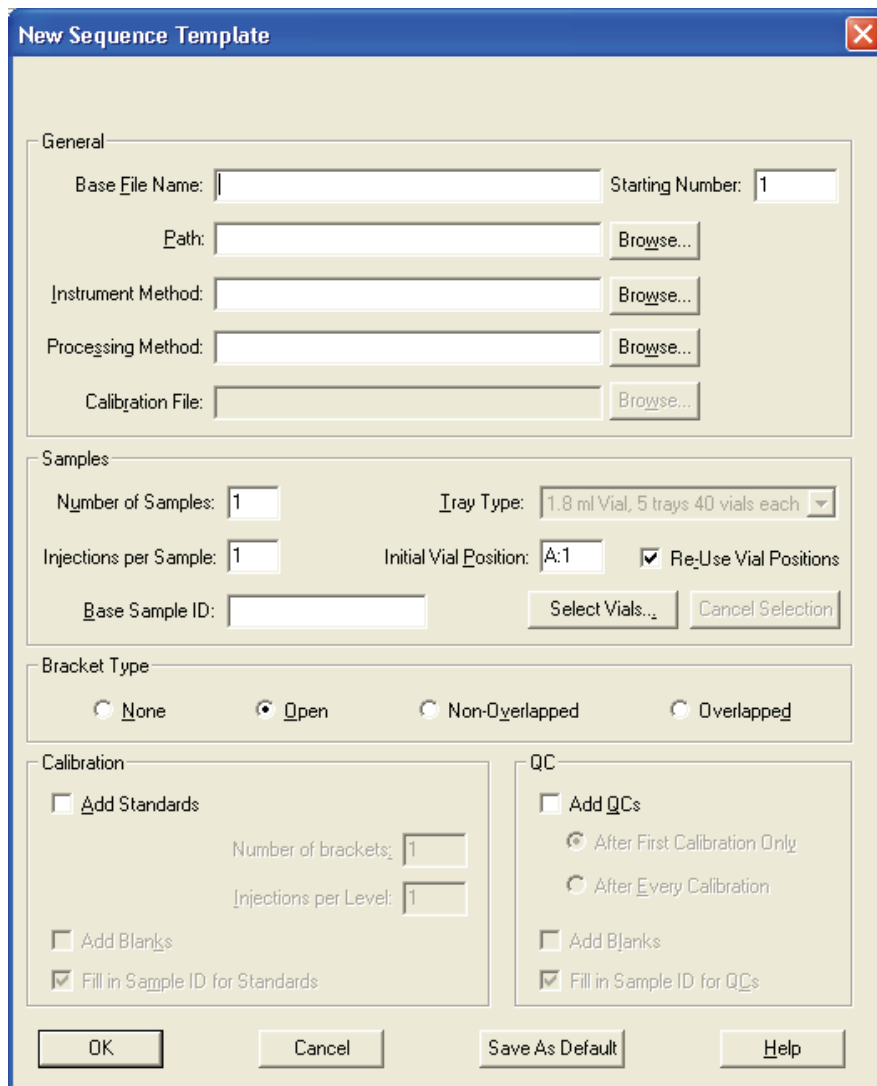 New Sequence Template
General
Base File Name: Starting Number: 1
Path: Browse...
Instrument Method: Browse...
Processing Method: Browse...
Calibration File: Browse...
Samples
Number of Samples: 1 Tray Type: 1.8 ml Vial, 5 trays 40 vials each
Injections per Sample: 1 Initial Vial Position: A:1 Re-Use Vial Positions
Base Sample ID: Select Vials... Cancel Selection
Bracket Type
None Open Non-Overlapped Overlapped
Calibration
Add Standards
Number of brackets: 1
Injections per Level: 1
Add Blanks
Fill in Sample ID for Standards
QC
Add QCs
After First Calibration Only
After Every Calibration
Add Blanks
Fill in Sample ID for QCs
OK Cancel Save As Default Help